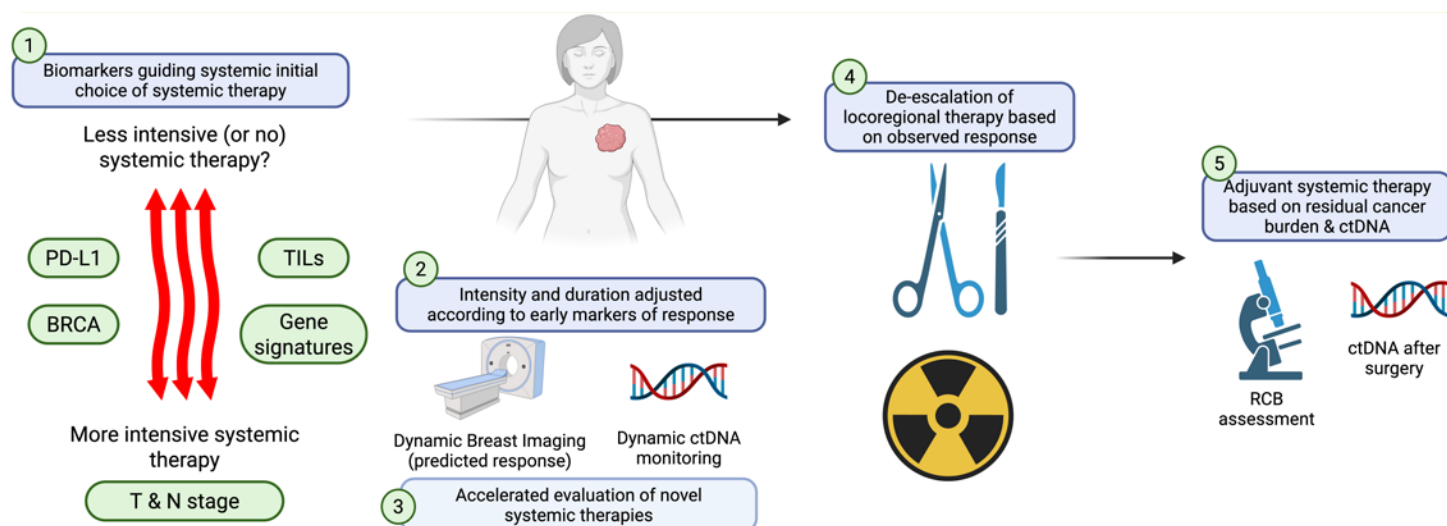 1
Biomarkers guiding systemic initial
choice of systemic therapy
Less intensive (or no)
systemic therapy?
PD-L1
TILs
BRCA
Gene
signatures
More intensive systemic
therapy
T & N stage
2
Intensity and duration adjusted
according to early markers of response
Dynamic Breast Imaging
(predicted response)
Dynamic ctDNA
monitoring
3
Accelerated evaluation of novel
systemic therapies
4
De-escalation of
locoregional therapy based
on observed response
5
Adjuvant systemic therapy
based on residual cancer
burden & ctDNA
RCB
assessment
ctDNA after
surgery